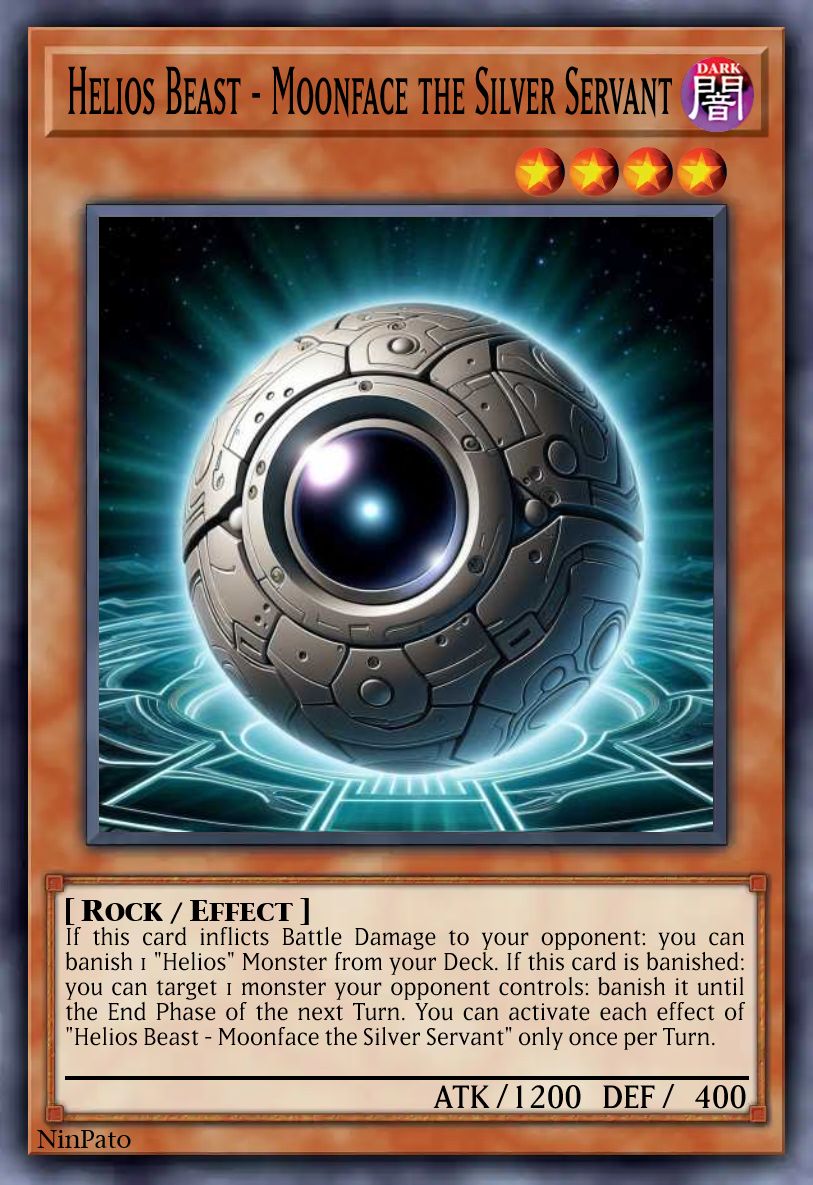 Helios Beast - Moonface the Silver Servant
DARK
闇
[ Rock / Effect ]
If this card inflicts Battle Damage to your opponent: you can
banish 1 "Helios" Monster from your Deck. If this card is banished:
you can target 1 monster your opponent controls: banish it until
the End Phase of the next Turn. You can activate each effect of
"Helios Beast - Moonface the Silver Servant" only once per Turn.
ATK / 1200 DEF / 400
NinPato